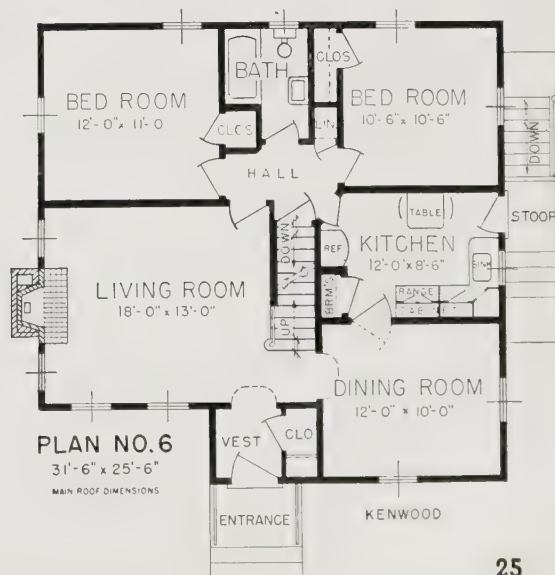 BATH
CLOS
BED ROOM
12'-0" x 11'-0
BED ROOM
10'-6" x 10'-6"
CLOS
LIN
DOWN
HALL
TABLE
STOOP
DOWN
REF
KITCHEN
12'-0" x 8'-6"
SINK
LIVING ROOM
18'-0" x 13'-0"
BRM'S
RANGE
CABINET
UP
DINING ROOM
12'-0" x 10'-0"
PLAN NO. 6
31'-6" x 25'-6"
MAIN ROOF DIMENSIONS
VEST
CLO
ENTRANCE
KENWOOD
25